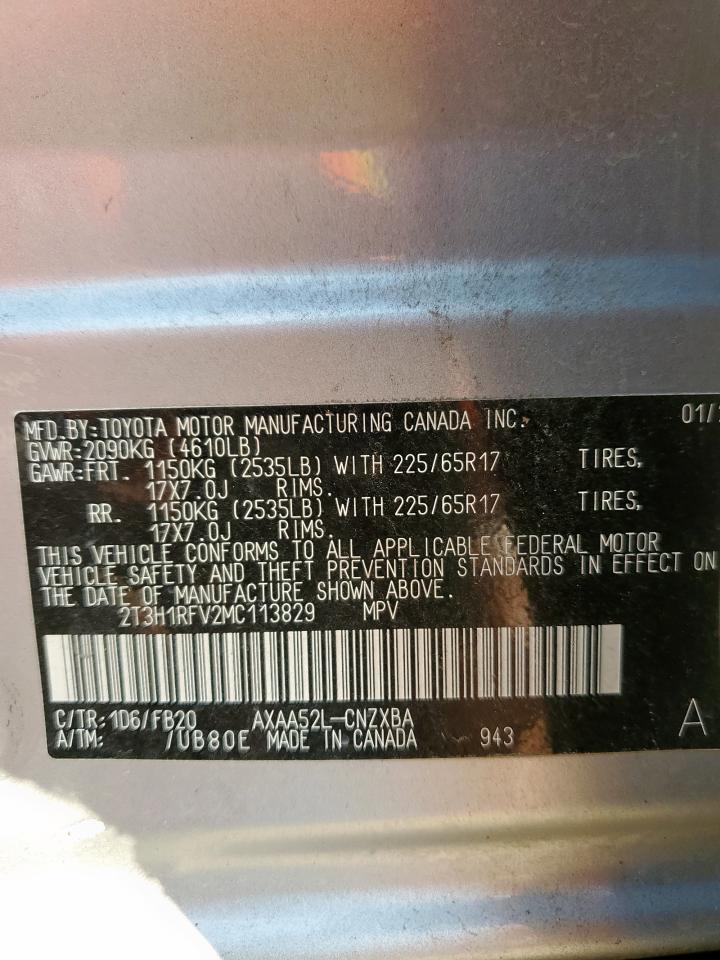 MFD.BY:TOYOTA MOTOR MANUFACTURING CANADA INC. 01/
GVWR:2090KG (4610LB)
GAWR:FRT. 1150KG (2535LB) WITH 225/65R17 TIRES,
17X7.0J RIMS.
RR. 1150KG (2535LB) WITH 225/65R17 TIRES,
17X7.0J RIMS.
THIS VEHICLE CONFORMS TO ALL APPLICABLE FEDERAL MOTOR
VEHICLE SAFETY AND THEFT PREVENTION STANDARDS IN EFFECT ON
THE DATE OF MANUFACTURE SHOWN ABOVE.
2T3H1RFV2MC113829 MPV
C/TR:1D6/FB20 AXAA52L-CNZXBA A
A/TM: /UB80E MADE IN CANADA 943